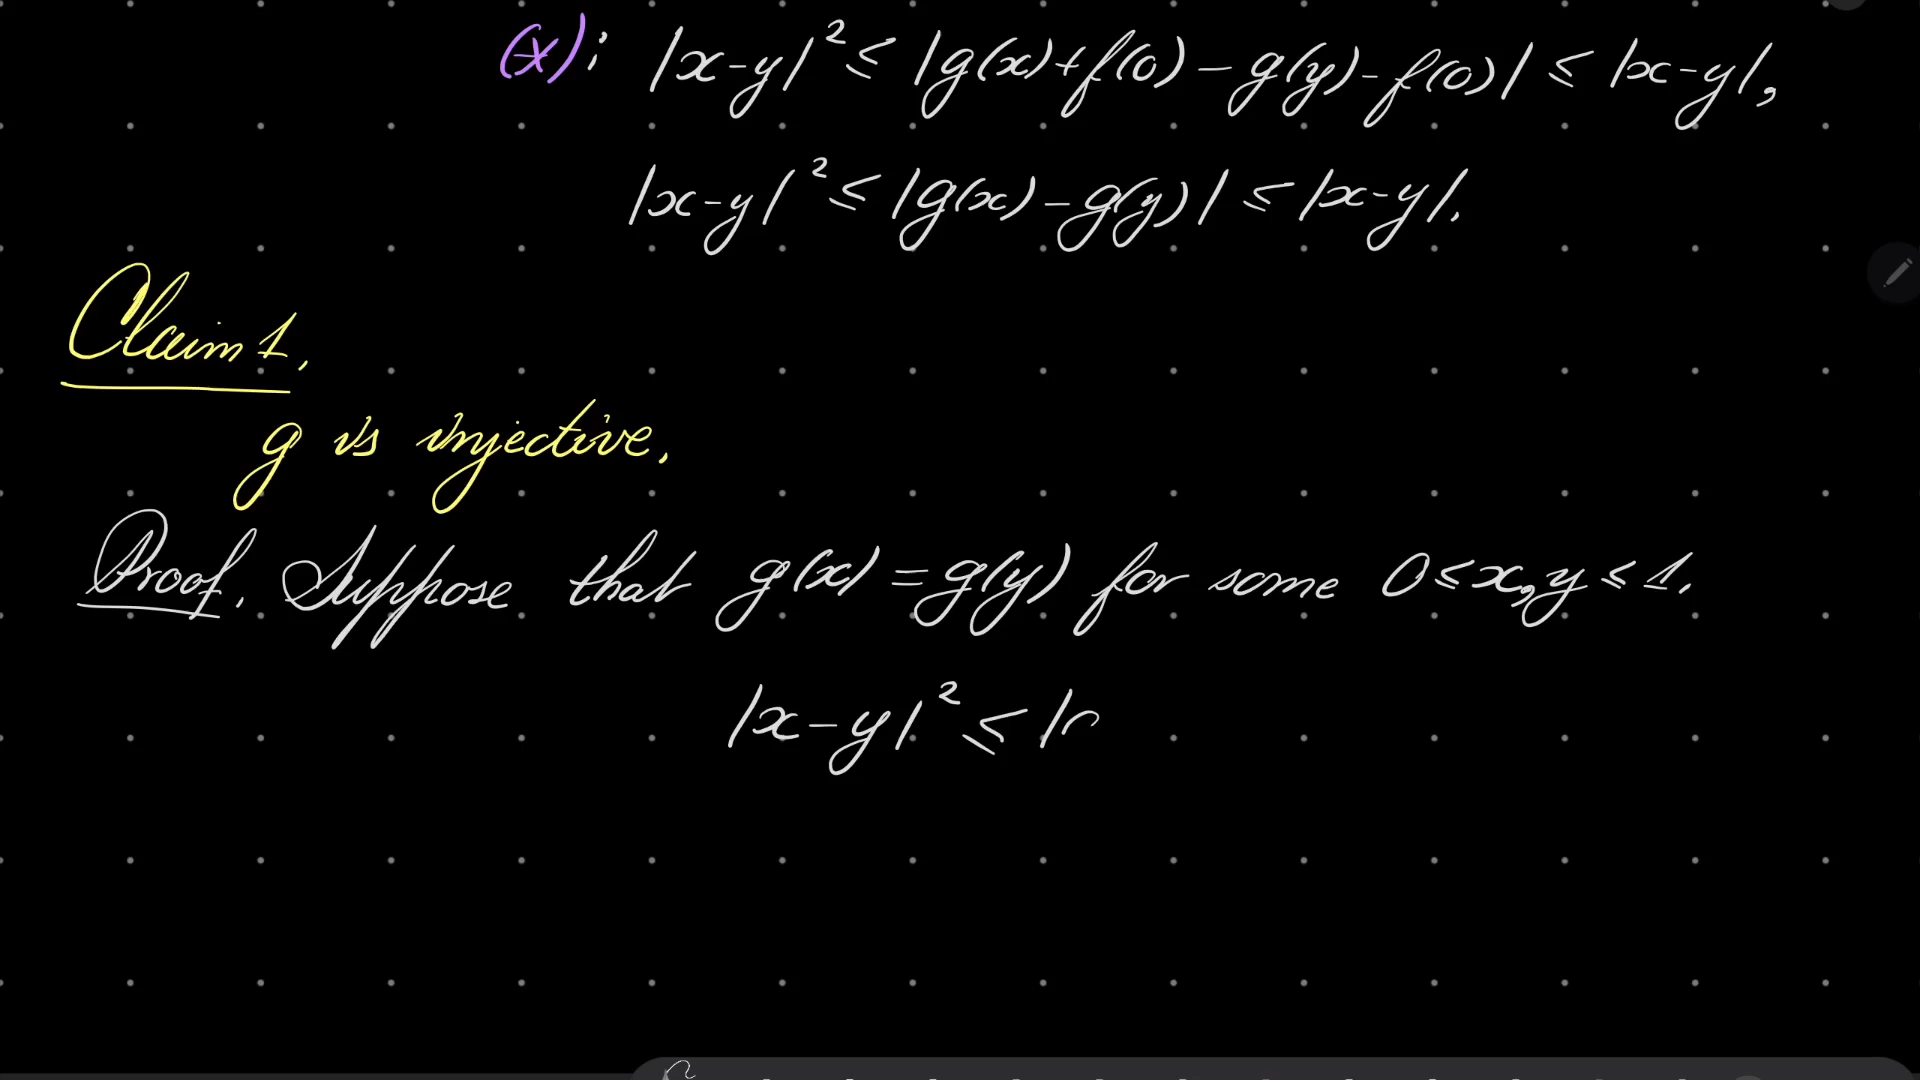 (*): |x-y|² ≤ |g(x)+f(0)-g(y)-f(0)| ≤ |x-y|,
|x-y|² ≤ |g(x)-g(y)| ≤ |x-y|.
Claim 1.
g is injective.
Proof. Suppose that g(x)=g(y) for some 0≤x,y≤1.
|x-y|² ≤ |